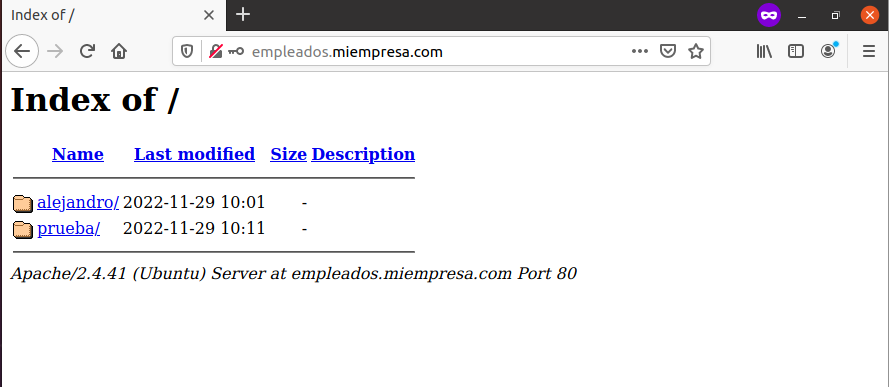 Index of /
empleados.miempresa.com
Index of /
Name Last modified Size Description
alejandro/ 2022-11-29 10:01 -
prueba/ 2022-11-29 10:11 -
Apache/2.4.41 (Ubuntu) Server at empleados.miempresa.com Port 80